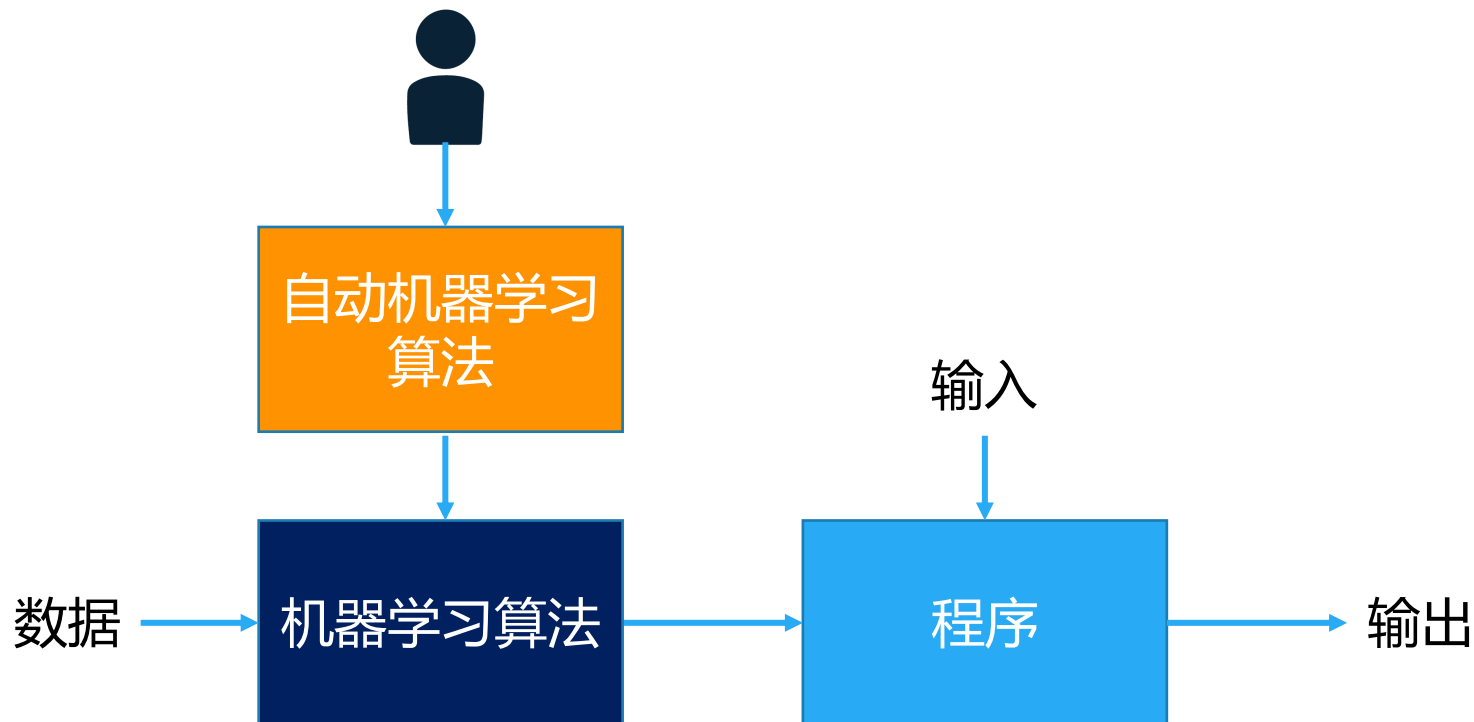 自动机器学习
算法
输入
数据
机器学习算法
程序
输出